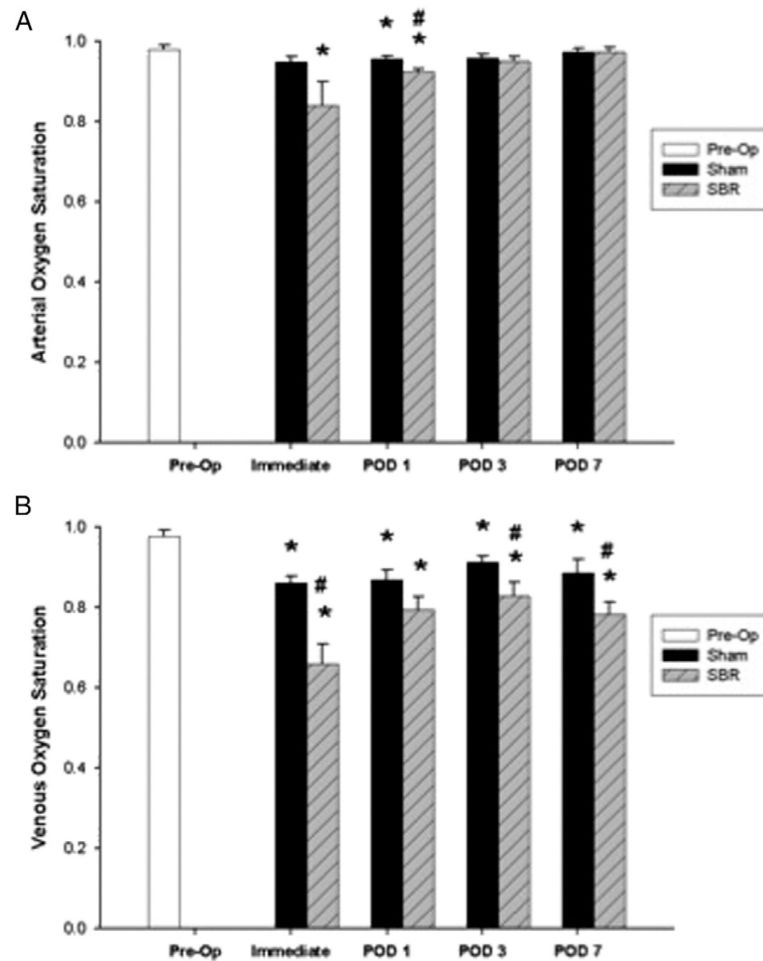 A
Arterial Oxygen Saturation
1.0
0.8
0.6
0.4
0.2
0.0
* * # *
Pre-Op Immediate POD 1 POD 3 POD 7
Pre-Op
Sham
SBR
B
Venous Oxygen Saturation
1.0
0.8
0.6
0.4
0.2
0.0
* # * * * * # * * # *
Pre-Op Immediate POD 1 POD 3 POD 7
Pre-Op
Sham
SBR